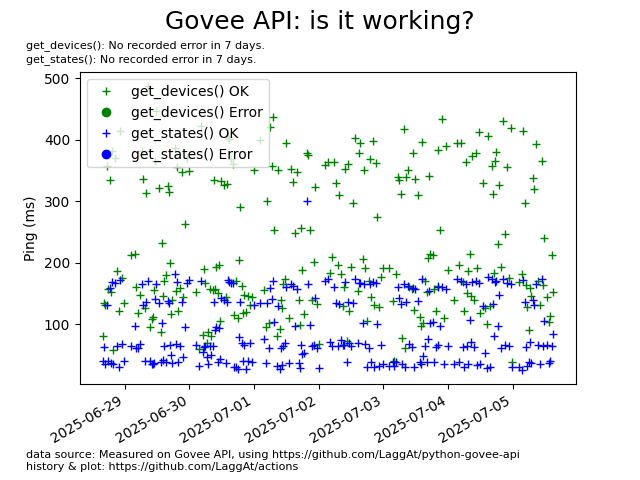 Govee API: is it working?
get_devices(): No recorded error in 7 days.
get_states(): No recorded error in 7 days.
get_devices() OK
get_devices() Error
get_states() OK
get_states() Error
Ping (ms)
500
400
300
200
100
2025-06-29
2025-06-30
2025-07-01
2025-07-02
2025-07-03
2025-07-04
2025-07-05
data source: Measured on Govee API, using https://github.com/LaggAt/python-govee-api
history & plot: https://github.com/LaggAt/actions